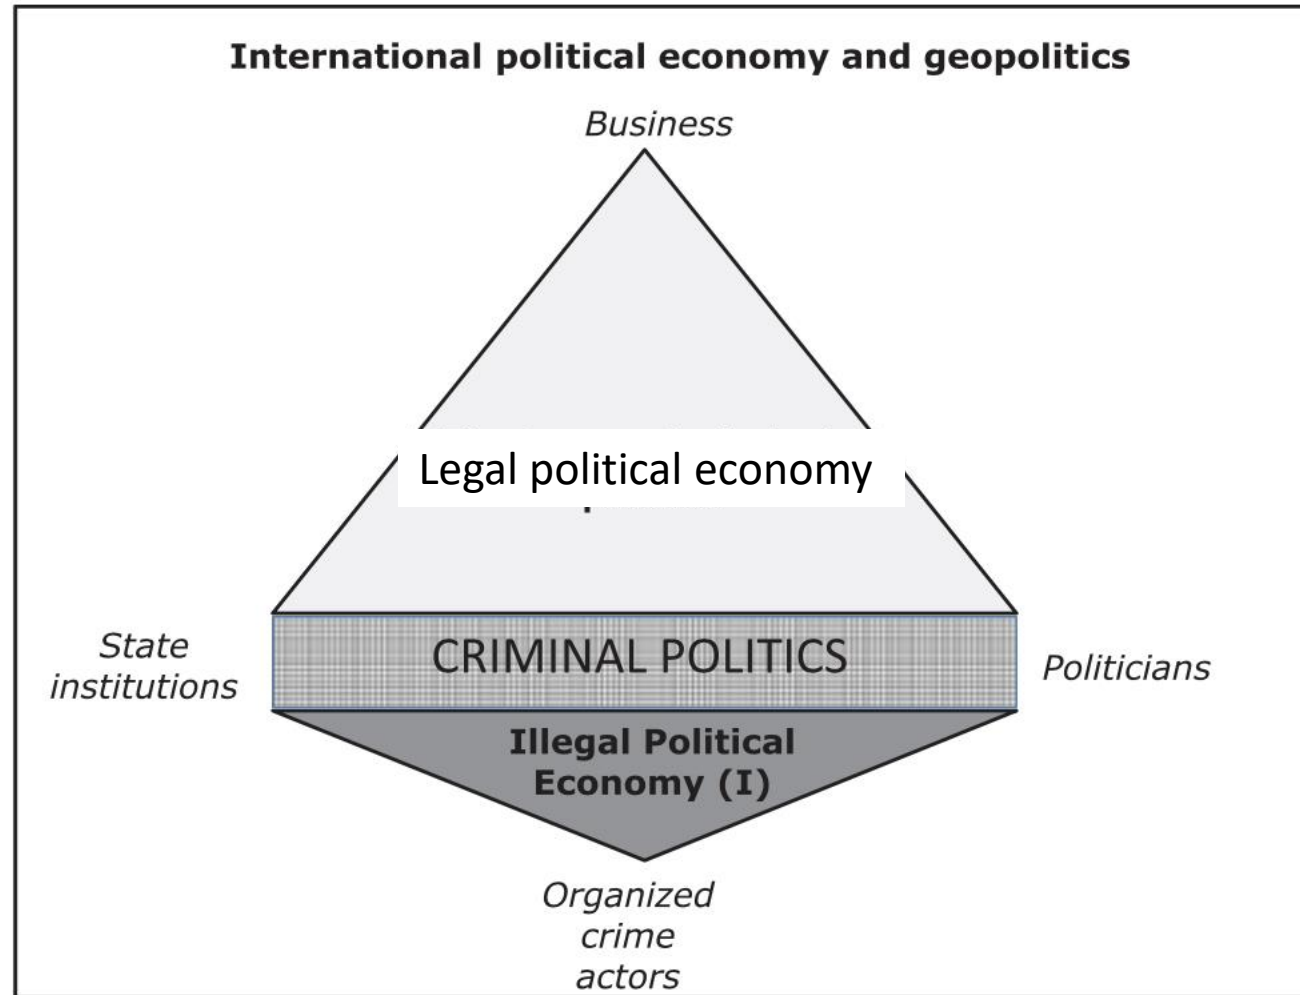 International political economy and geopolitics
Business
Legal political economy
State
institutions
CRIMINAL POLITICS
Politicians
Illegal Political
Economy (I)
Organized
crime
actors